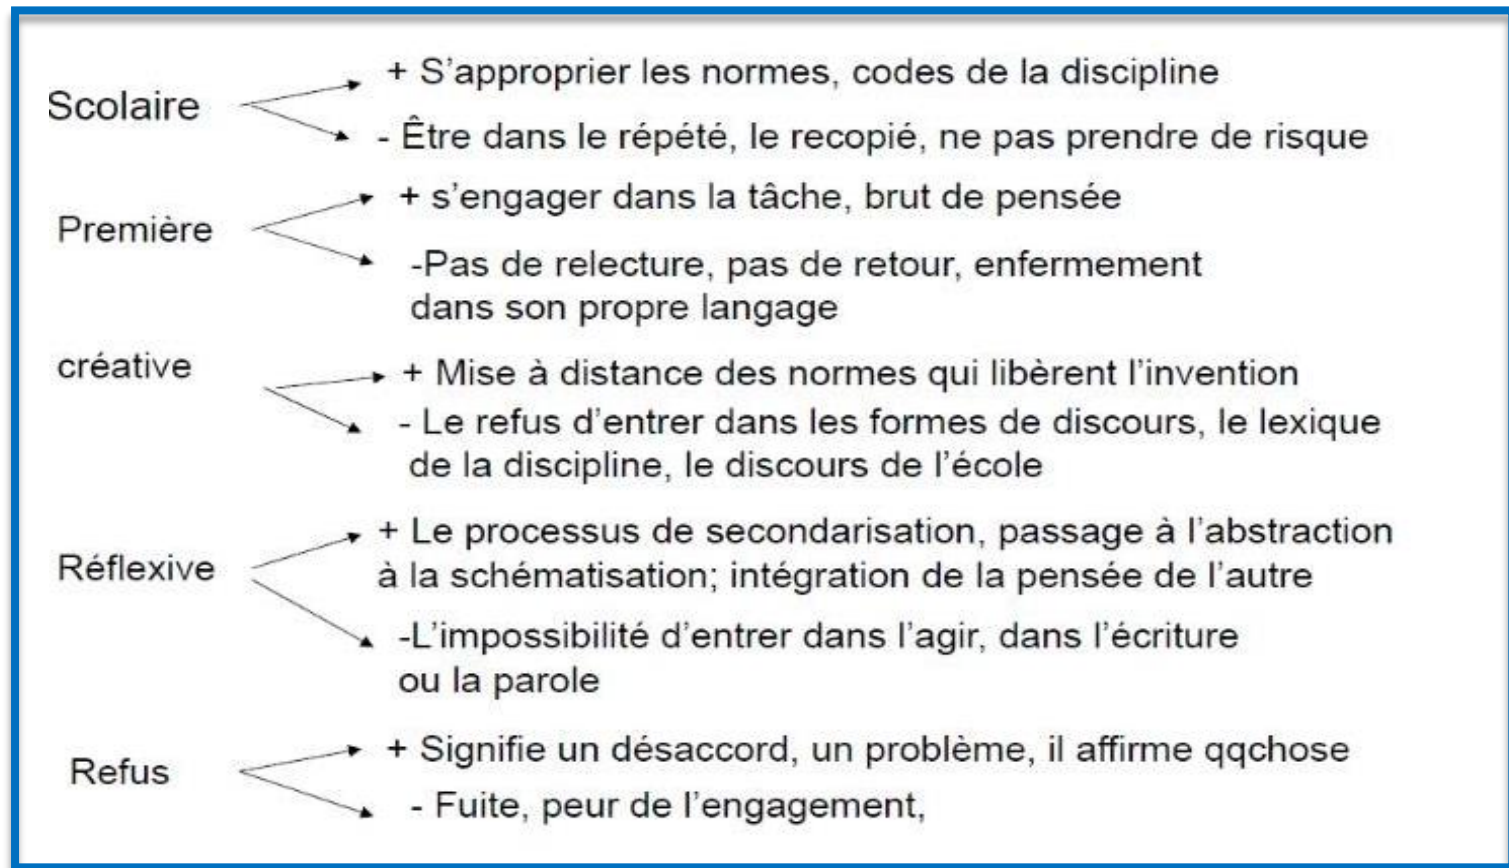 Scolaire
+ S'approprier les normes, codes de la discipline
- Être dans le répété, le recopié, ne pas prendre de risque
Première
+ s'engager dans la tâche, brut de pensée
-Pas de relecture, pas de retour, enfermement
dans son propre langage
créative
+ Mise à distance des normes qui libèrent l'invention
- Le refus d'entrer dans les formes de discours, le lexique
de la discipline, le discours de l'école
Réflexive
+ Le processus de secondarisation, passage à l'abstraction
à la schématisation; intégration de la pensée de l'autre
-L'impossibilité d'entrer dans l'agir, dans l'écriture
ou la parole
Refus
+ Signifie un désaccord, un problème, il affirme qqchose
- Fuite, peur de l'engagement,